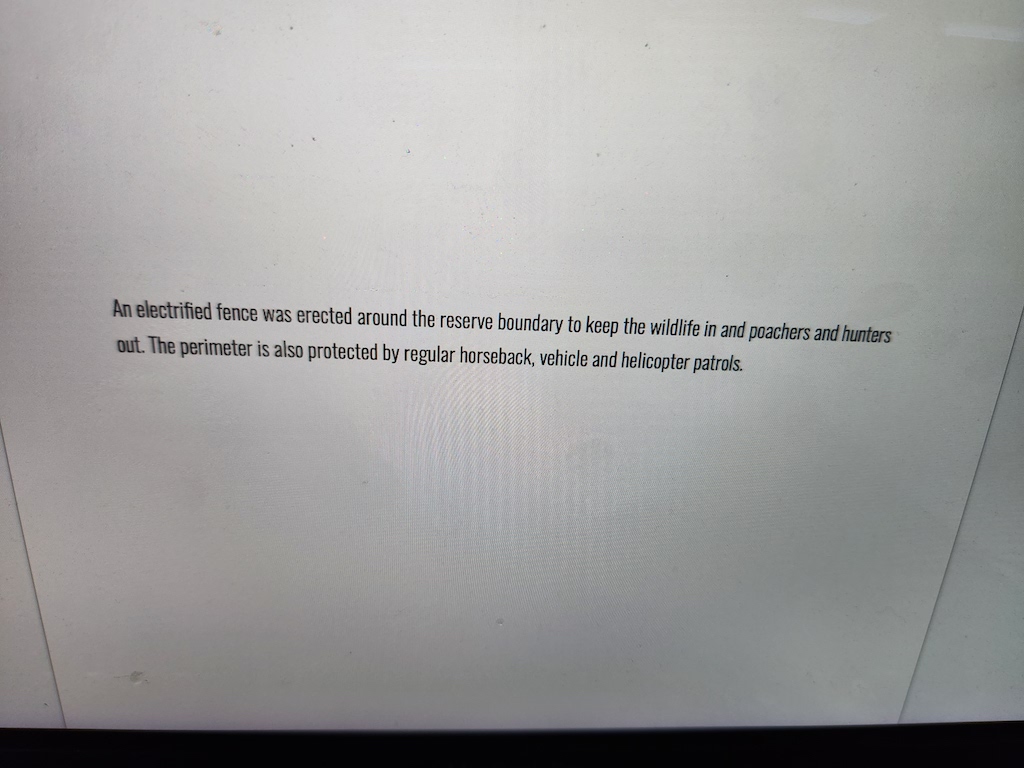 An electrified fence was erected around the reserve boundary to keep the wildlife in and poachers and hunters
out. The perimeter is also protected by regular horseback, vehicle and helicopter patrols.